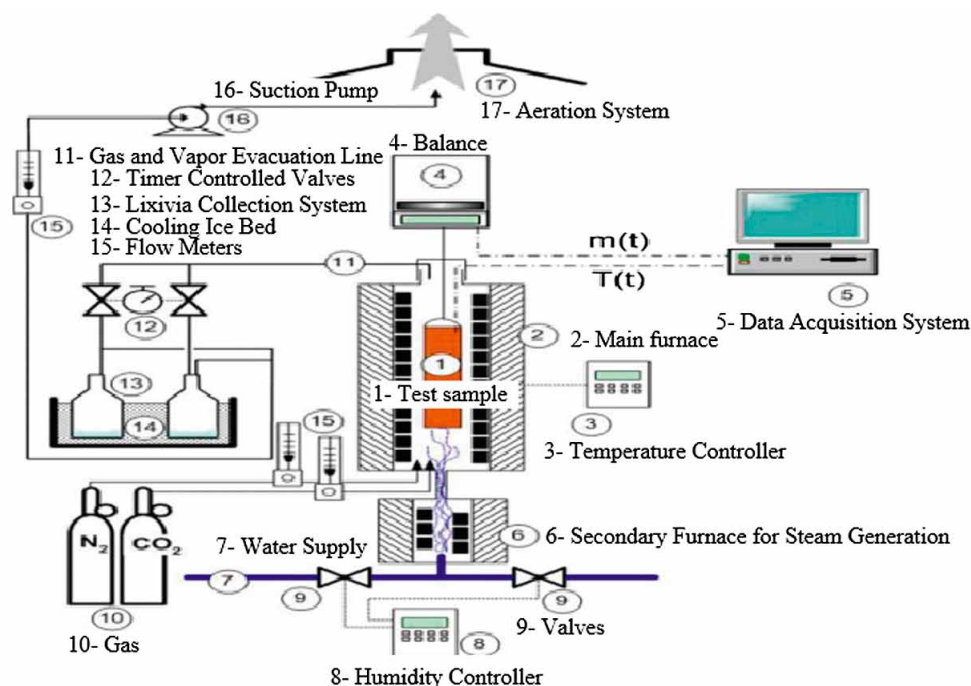 16- Suction Pump
16
17
17- Aeration System
11- Gas and Vapor Evacuation Line
12- Timer Controlled Valves
13- Lixivia Collection System
14- Cooling Ice Bed
15- Flow Meters
15
4- Balance
4
m(t)
T(t)
5
5- Data Acquisition System
11
12
13
14
15
1
1- Test sample
2
2- Main furnace
3
3- Temperature Controller
N2
CO2
10
10- Gas
6
6- Secondary Furnace for Steam Generation
7- Water Supply
7
9
9
9- Valves
8
8- Humidity Controller